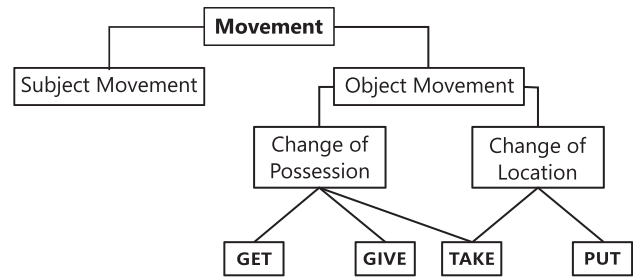 Movement
Subject Movement
Object Movement
Change of
Possession
Change of
Location
GET
GIVE
TAKE
PUT